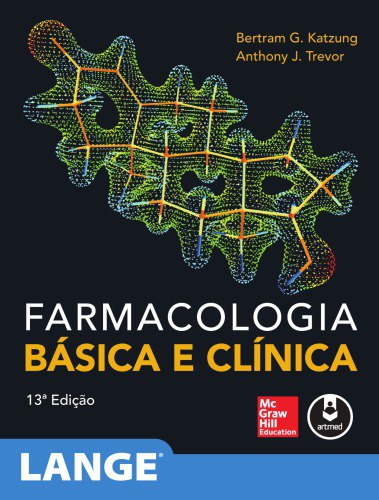 Bertram G. Katzung
Anthony J. Trevor
FARMACOLOGIA
BÁSICA E CLÍNICA
13ª Edição
Mc
Graw
Hill
Education
artmed
LANGE®